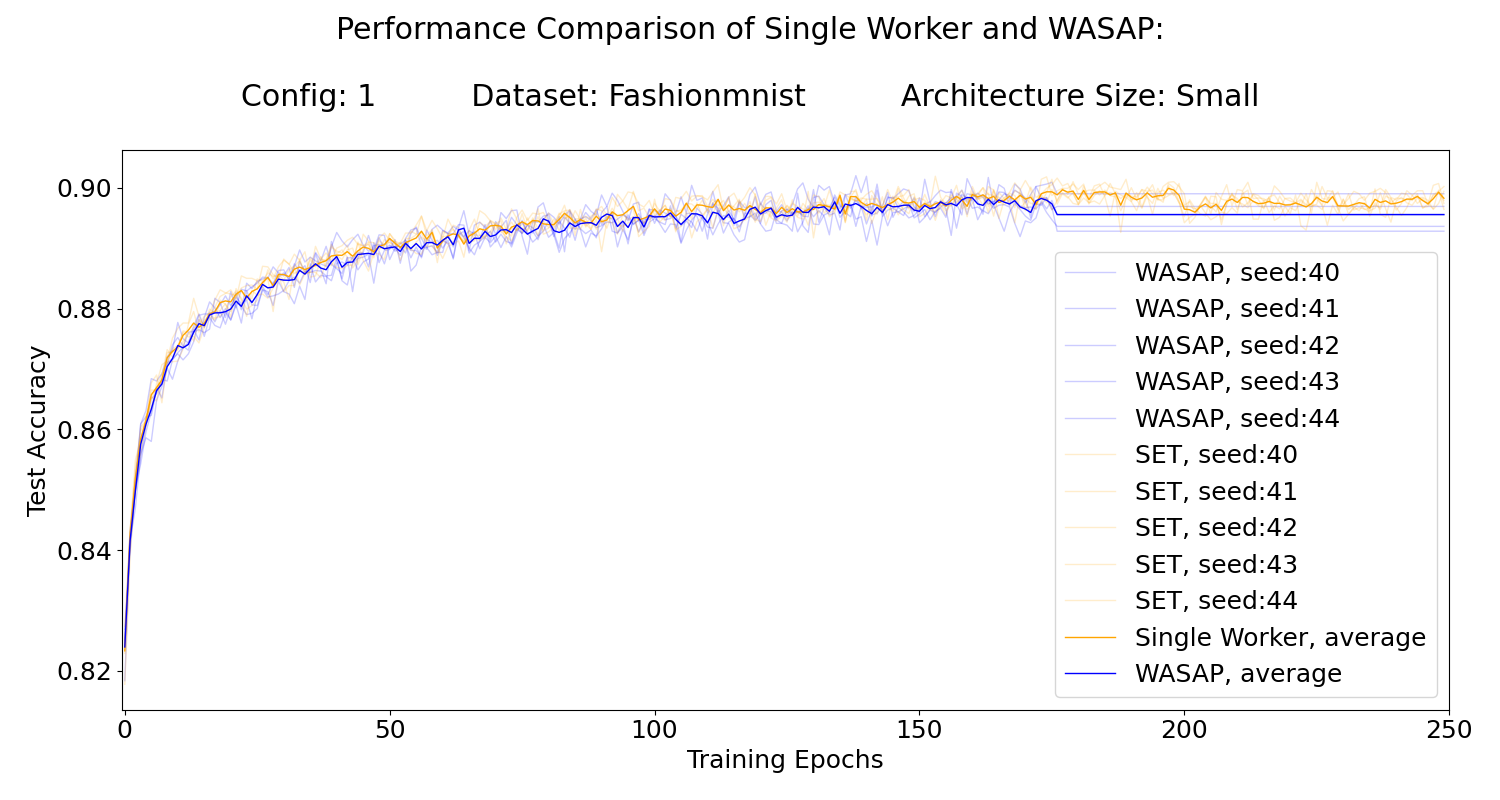 Performance Comparison of Single Worker and WASAP:
Config: 1 Dataset: Fashionmnist Architecture Size: Small
0.90
0.88
0.86
0.84
0.82
Test Accuracy
WASAP, seed:40
WASAP, seed:41
WASAP, seed:42
WASAP, seed:43
WASAP, seed:44
SET, seed:40
SET, seed:41
SET, seed:42
SET, seed:43
SET, seed:44
Single Worker, average
WASAP, average
0 50 100 150 200 250
Training Epochs